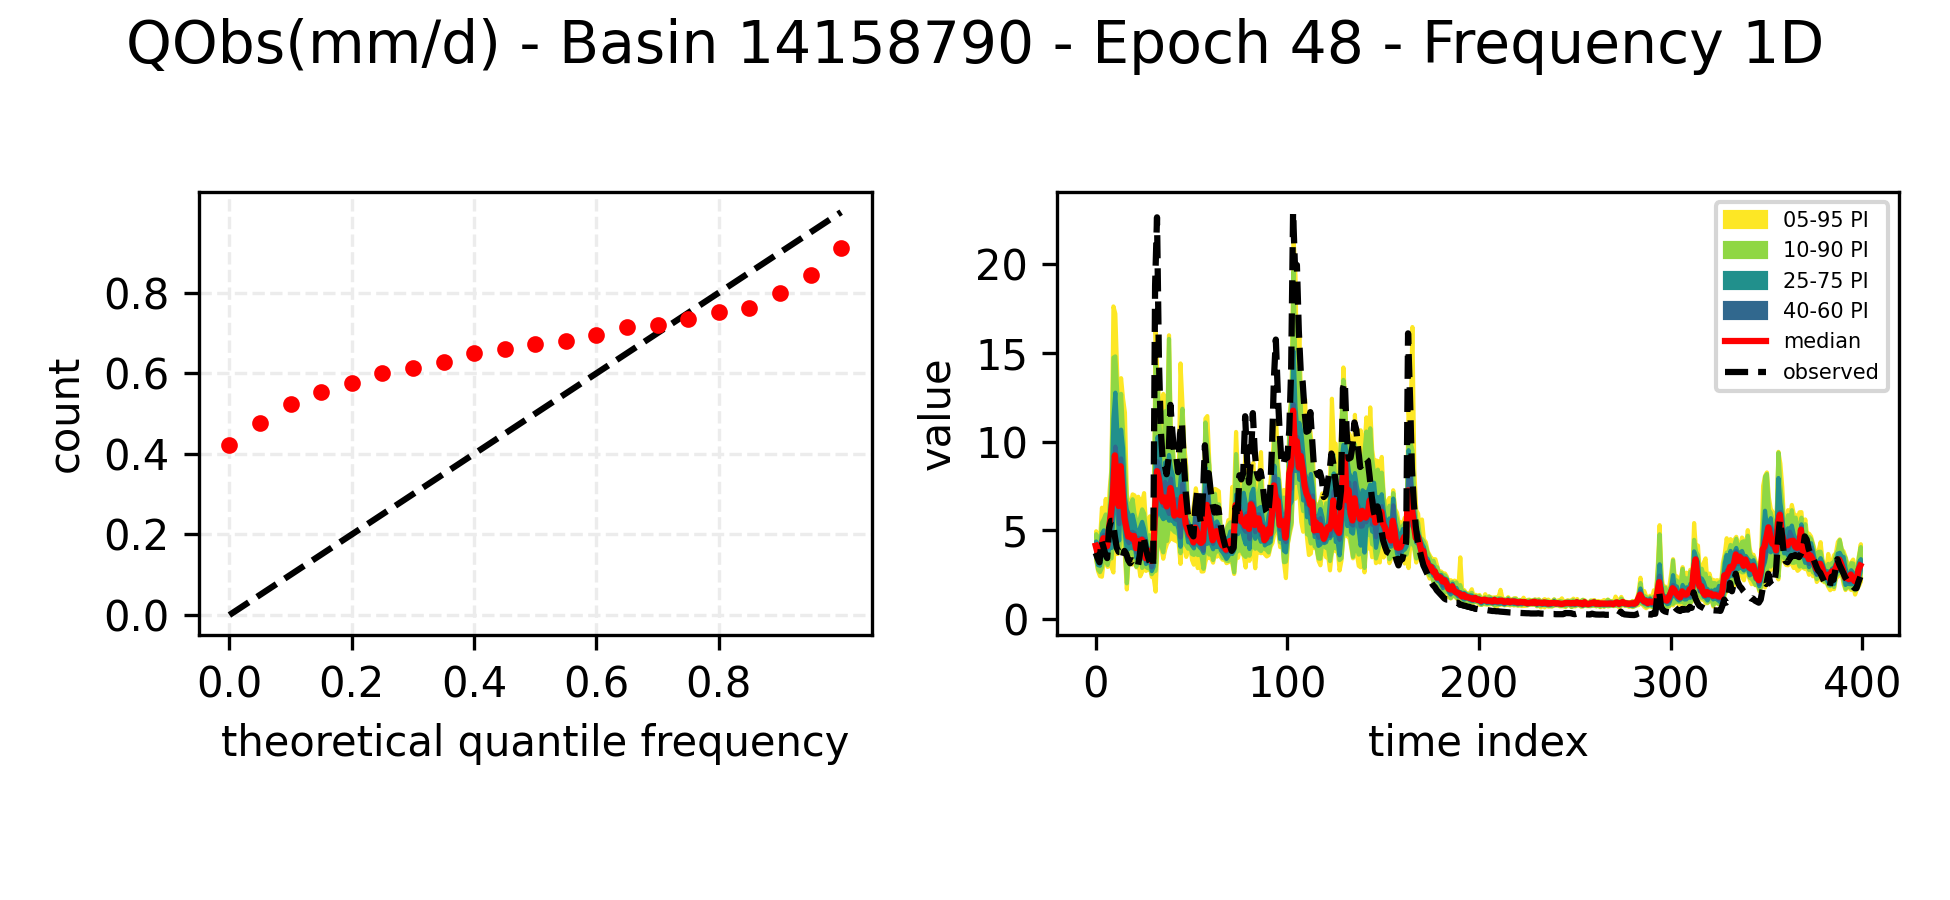 QObs(mm/d) - Basin 14158790 - Epoch 48 - Frequency 1D
count
0.8
0.6
0.4
0.2
0.0
0.0 0.2 0.4 0.6 0.8
theoretical quantile frequency
value
20
15
10
5
0
0 100 200 300 400
time index
05-95 PI
10-90 PI
25-75 PI
40-60 PI
median
observed